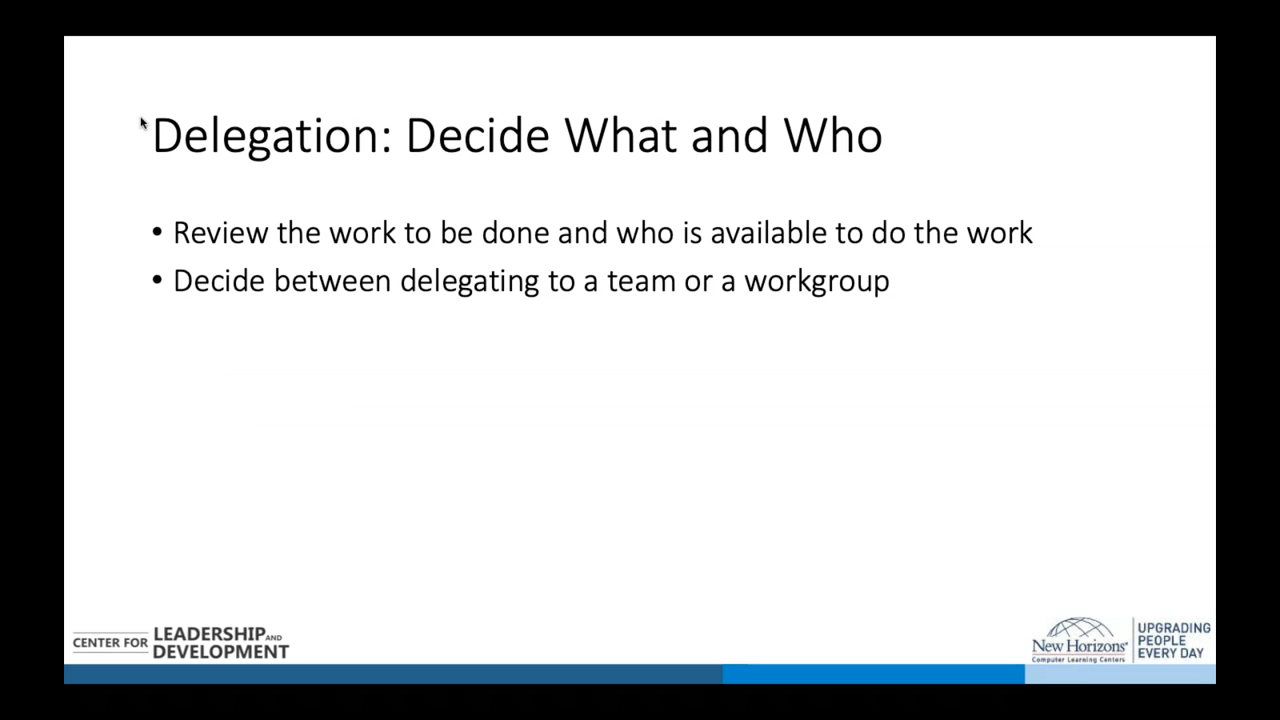 Delegation: Decide What and Who
• Review the work to be done and who is available to do the work
• Decide between delegating to a team or a workgroup
CENTER FOR LEADERSHIP AND DEVELOPMENT
New Horizons®
Computer Learning Centers
UPGRADING
PEOPLE
EVERY DAY